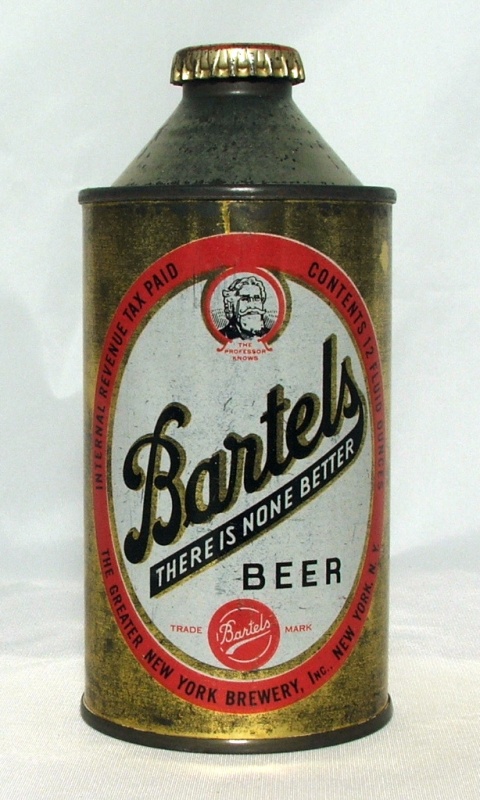 INTERNAL REVENUE TAX PAID
CONTENTS 12 FLUID OUNCES
THE
PROFESSOR
KNOWS
Bartels
THERE IS NONE BETTER
BEER
TRADE Bartels MARK
THE GREATER NEW YORK BREWERY, INC., NEW YORK, N.Y.